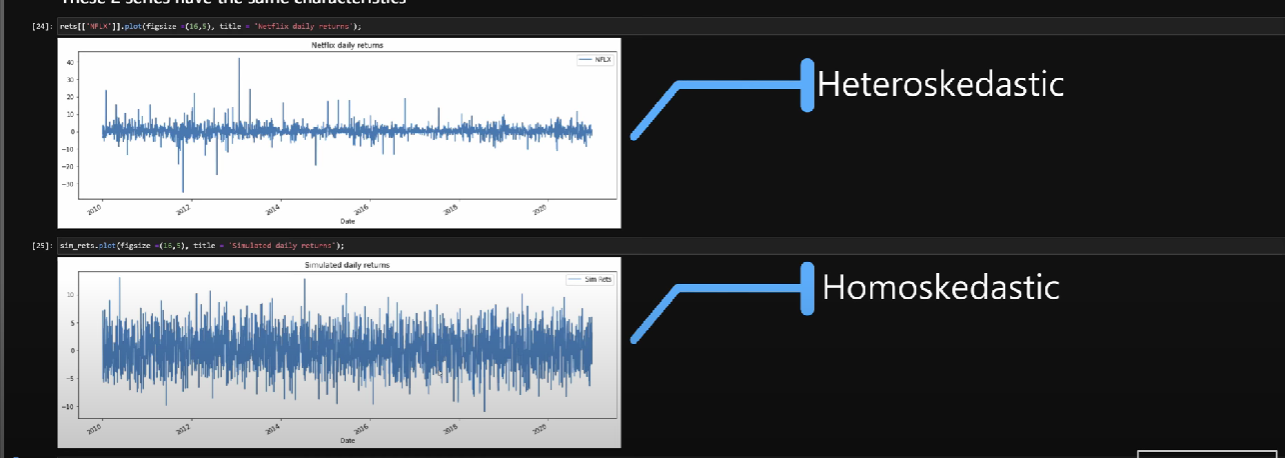 These 2 series have the same characteristics
[24]: rets[['NFLX']].plot(figsize =(16,5), title = 'Netflix daily returns');
Netflix daily returns
NFLX
40
30
20
10
0
−10
−20
−30
2010 2012 2014 2016 2018 2020
Date
Heteroskedastic
[25]: sim_rets.plot(figsize =(16,5), title = 'Simulated daily returns');
Simulated daily returns
Sim Rets
10
5
0
−5
−10
2010 2012 2014 2016 2018 2020
Date
Homoskedastic